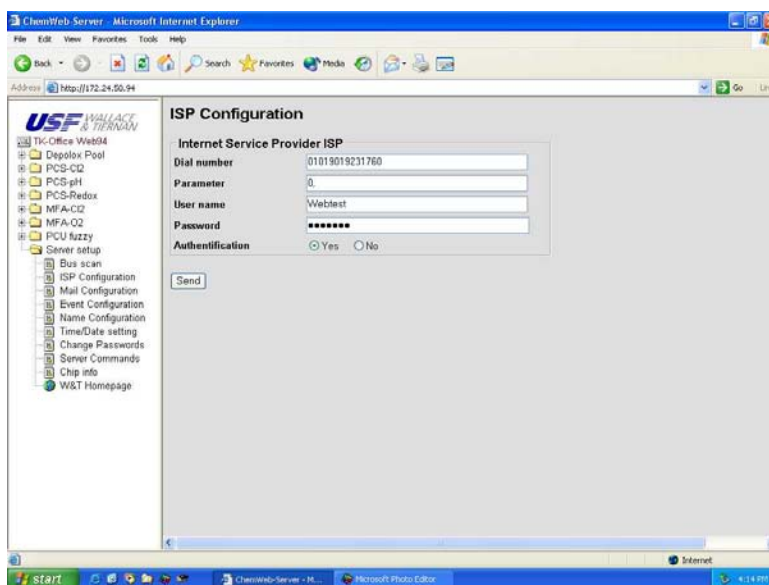 ChemWeb-Server - Microsoft Internet Explorer
File Edit View Favorites Tools Help
Back Search Favorites Media
Address http://172.24.50.94 Go
USF WALLACE & TIERNAN
TK-Office Web94
Depolox Pool
PCS-Cl2
PCS-pH
PCS-Redox
MFA-Cl2
MFA-O2
PCU fuzzy
Server setup
Bus scan
ISP Configuration
Mail Configuration
Event Configuration
Name Configuration
Time/Date setting
Change Passwords
Server Commands
Chip info
W&T Homepage
ISP Configuration
Internet Service Provider ISP
Dial number 01019019231760
Parameter 0,
User name Webtest
Password •••••••
Authentification Yes No
Send
Internet
start ChemWeb-Server - M... Microsoft Photo Editor